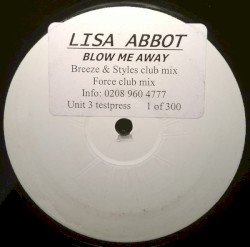 LISA ABBOT
BLOW ME AWAY
Breeze & Styles club mix
Force club mix
Info: 0208 960 4777
Unit 3 testpress 1 of 300